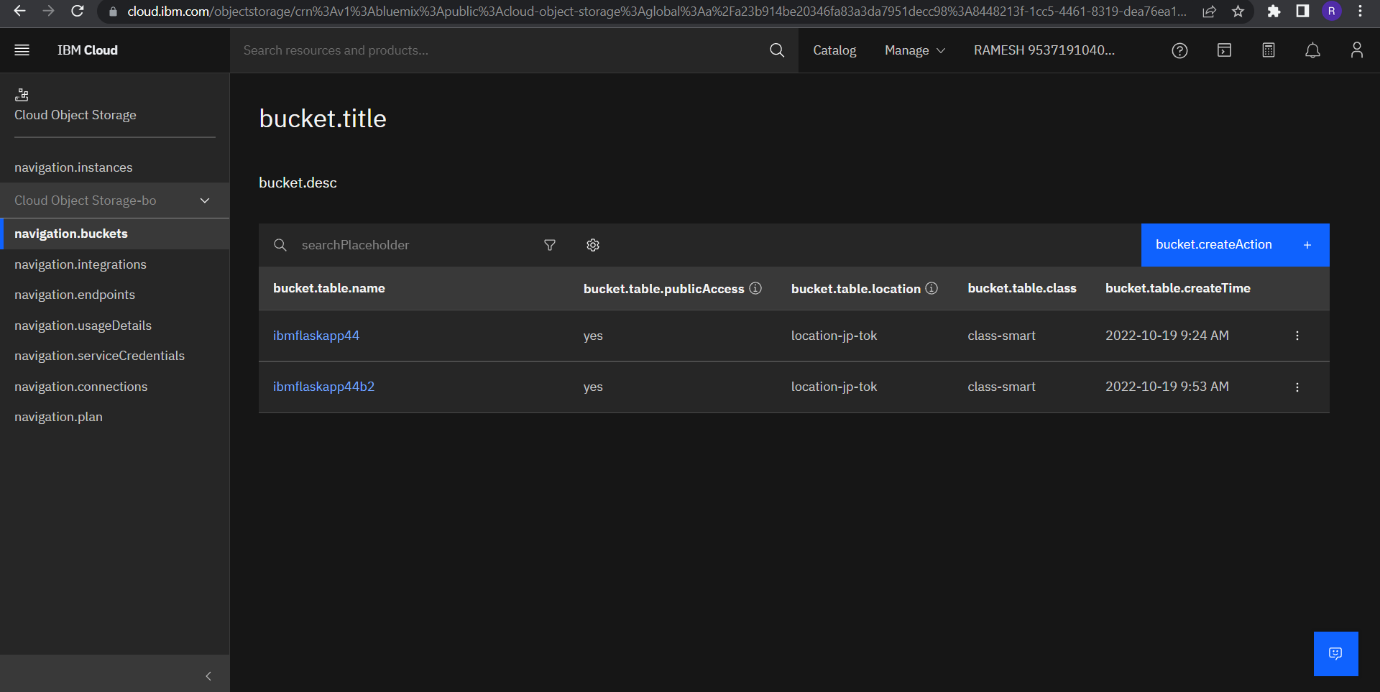 cloud.ibm.com/objectstorage/crn%3Av1%3Abluemix%3Apublic%3Acloud-object-storage%3Aglobal%3Aa%2Fa23b914be20346fa83a3da7951decc98%3A8448213f-1cc5-4461-8319-dea76ea1...
R
IBM Cloud
Search resources and products...
Catalog
Manage
RAMESH 9537191040...
Cloud Object Storage
navigation.instances
Cloud Object Storage-bo
navigation.buckets
navigation.integrations
navigation.endpoints
navigation.usageDetails
navigation.serviceCredentials
navigation.connections
navigation.plan
bucket.title
bucket.desc
searchPlaceholder
bucket.createAction +
bucket.table.name bucket.table.publicAccess bucket.table.location bucket.table.class bucket.table.createTime
ibmflaskapp44 yes location-jp-tok class-smart 2022-10-19 9:24 AM
ibmflaskapp44b2 yes location-jp-tok class-smart 2022-10-19 9:53 AM